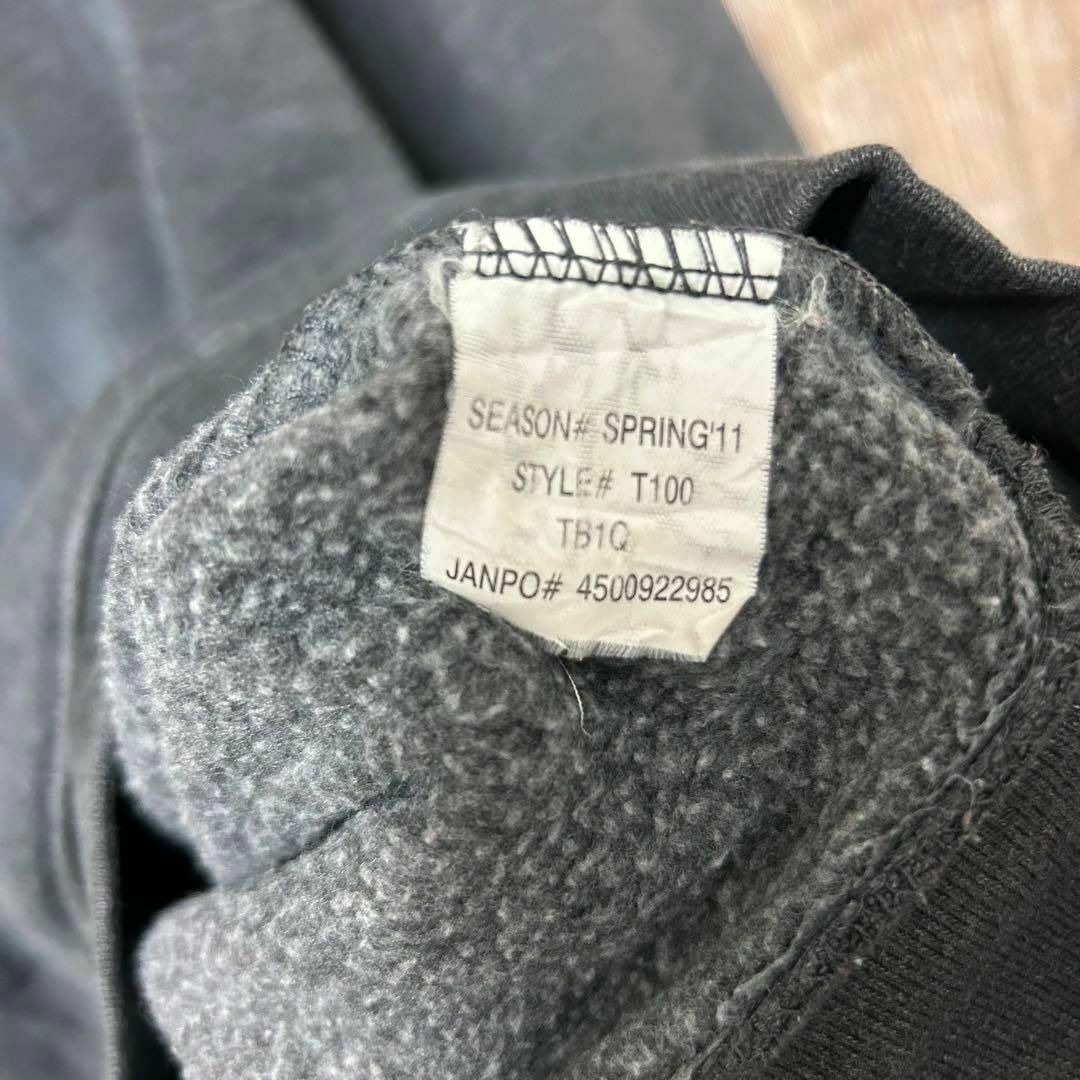 SEASON# SPRING'11
STYLE# T100
TB1Q
JANPO# 4500922985